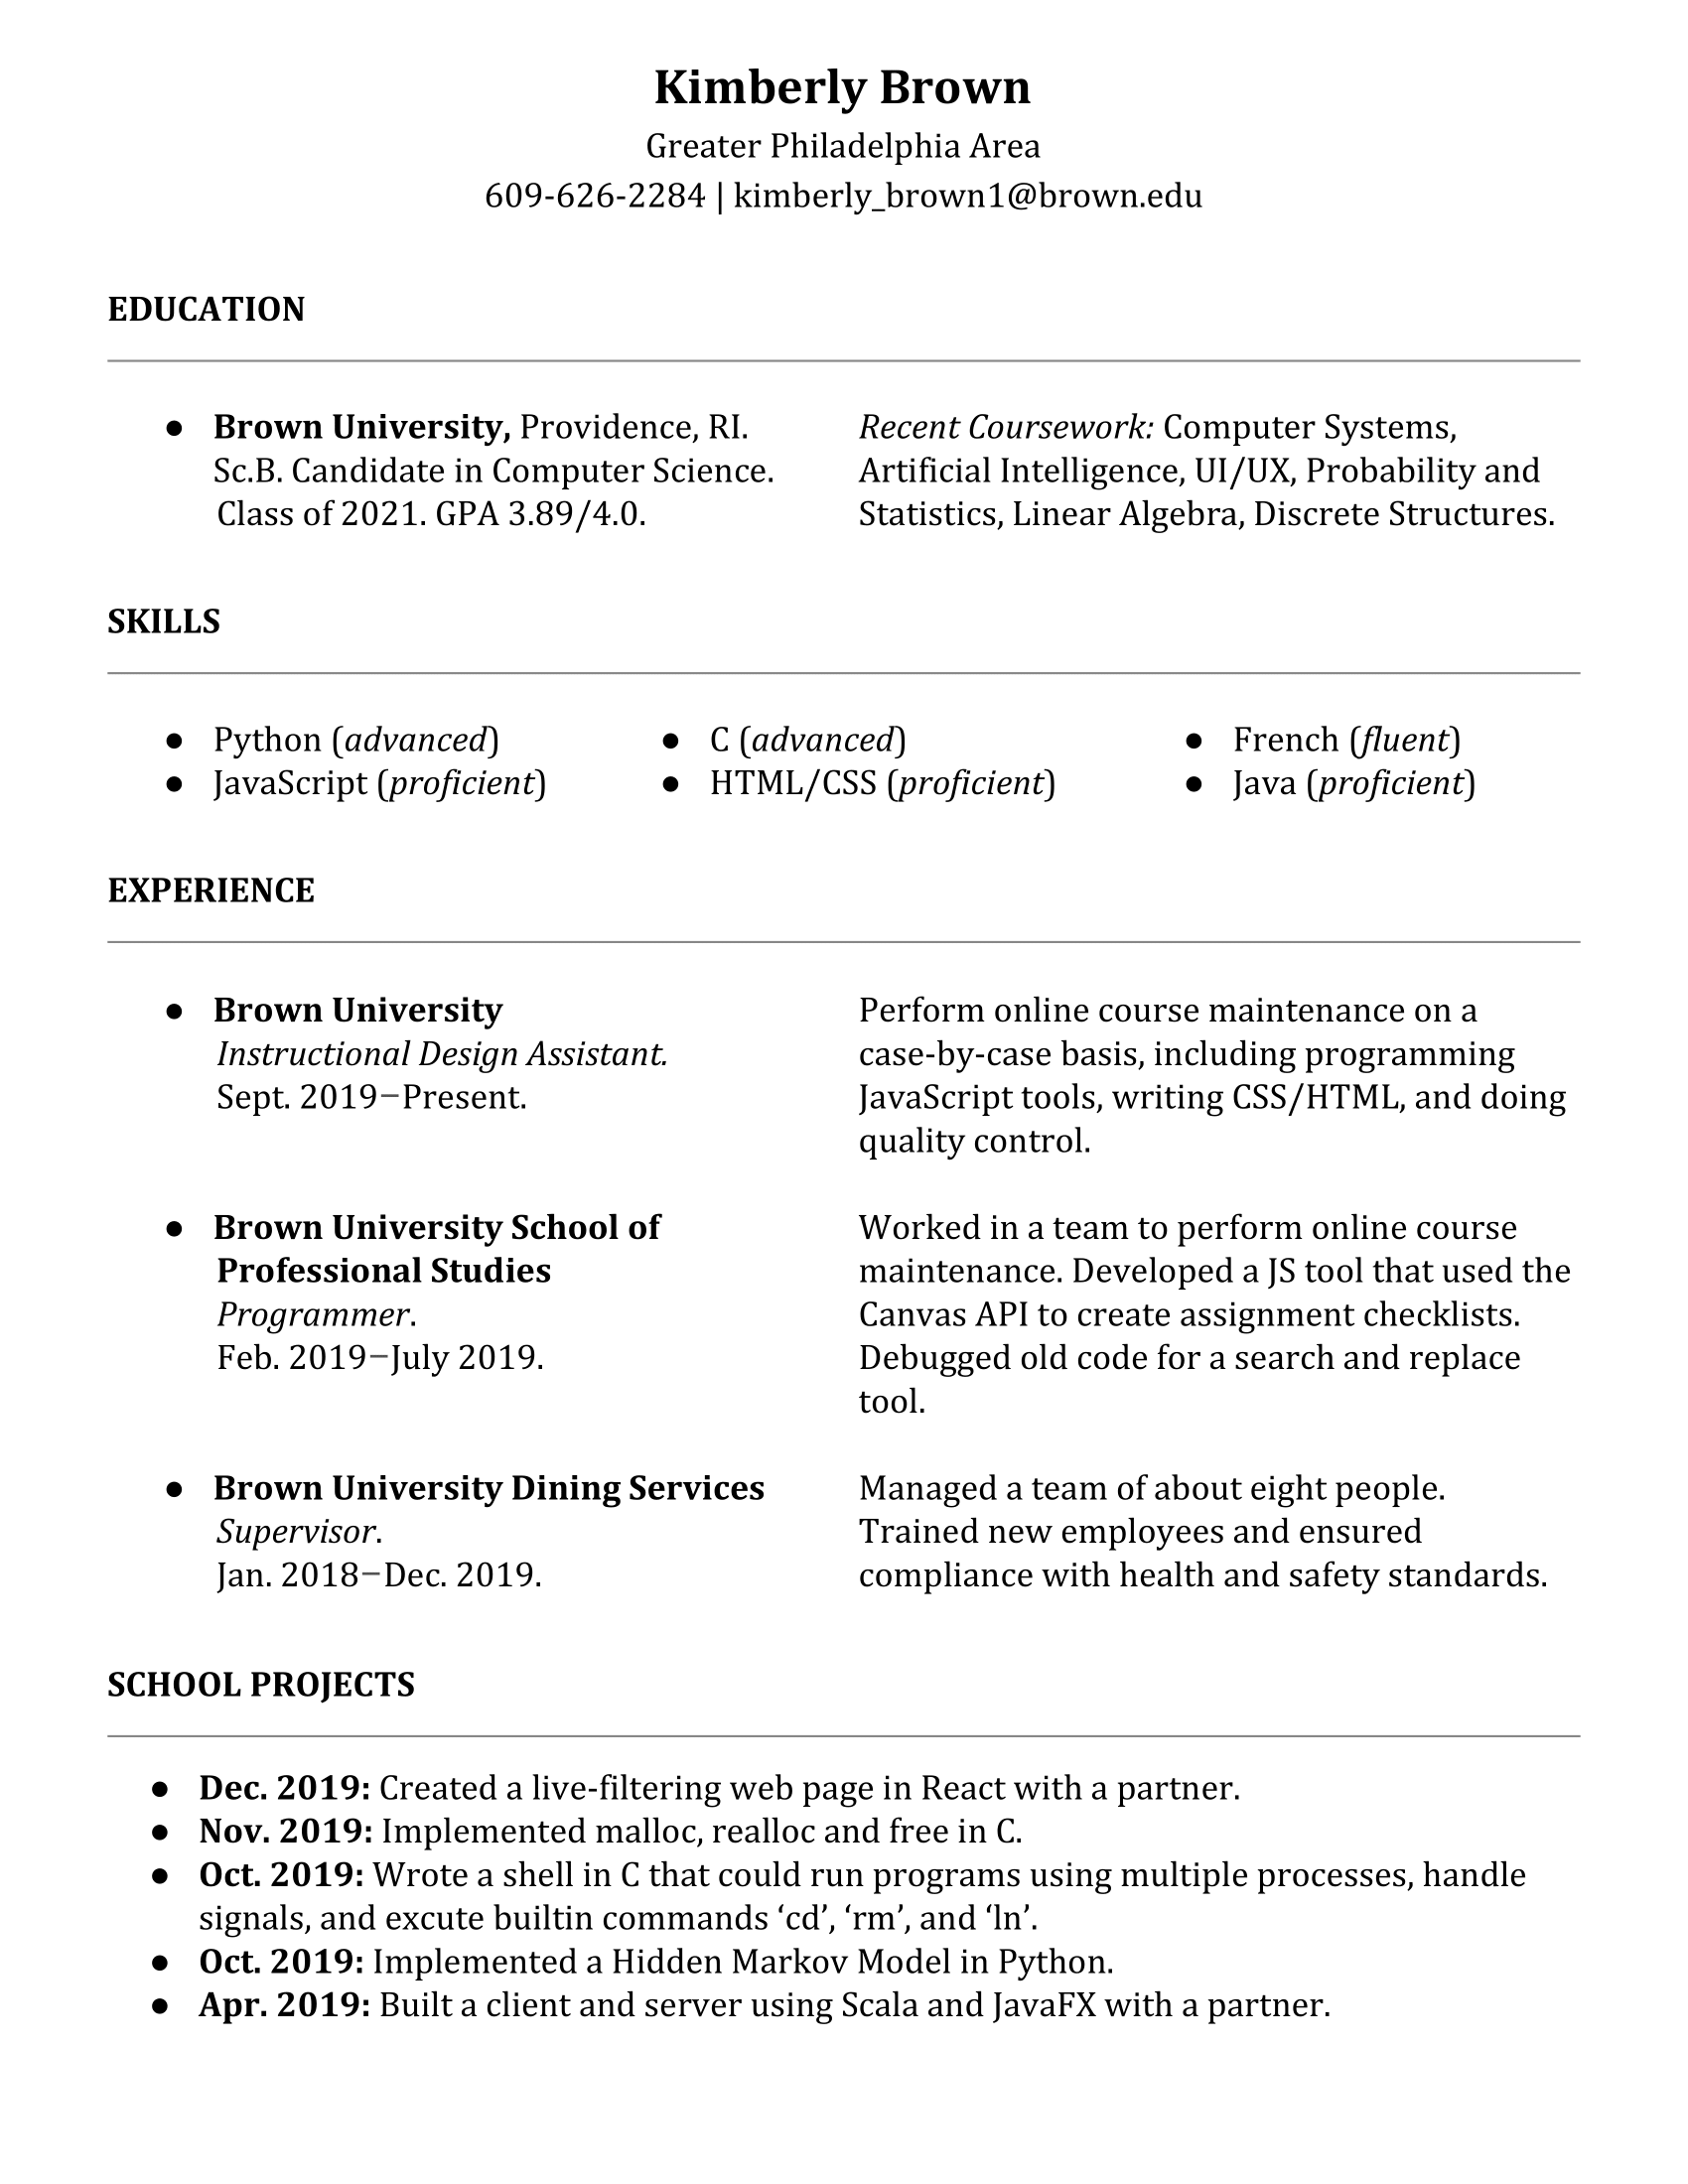 Kimberly Brown
Greater Philadelphia Area
609-626-2284 | kimberly_brown1@brown.edu
EDUCATION
● Brown University, Providence, RI.
Sc.B. Candidate in Computer Science.
Class of 2021. GPA 3.89/4.0.
Recent Coursework: Computer Systems,
Artificial Intelligence, UI/UX, Probability and
Statistics, Linear Algebra, Discrete Structures.
SKILLS
● Python (advanced)
● JavaScript (proficient)
● C (advanced)
● HTML/CSS (proficient)
● French (fluent)
● Java (proficient)
EXPERIENCE
● Brown University
Instructional Design Assistant.
Sept. 2019–Present.
Perform online course maintenance on a
case-by-case basis, including programming
JavaScript tools, writing CSS/HTML, and doing
quality control.
● Brown University School of
Professional Studies
Programmer.
Feb. 2019–July 2019.
Worked in a team to perform online course
maintenance. Developed a JS tool that used the
Canvas API to create assignment checklists.
Debugged old code for a search and replace
tool.
● Brown University Dining Services
Supervisor.
Jan. 2018–Dec. 2019.
Managed a team of about eight people.
Trained new employees and ensured
compliance with health and safety standards.
SCHOOL PROJECTS
● Dec. 2019: Created a live-filtering web page in React with a partner.
● Nov. 2019: Implemented malloc, realloc and free in C.
● Oct. 2019: Wrote a shell in C that could run programs using multiple processes, handle
signals, and excute builtin commands ‘cd’, ‘rm’, and ‘ln’.
● Oct. 2019: Implemented a Hidden Markov Model in Python.
● Apr. 2019: Built a client and server using Scala and JavaFX with a partner.